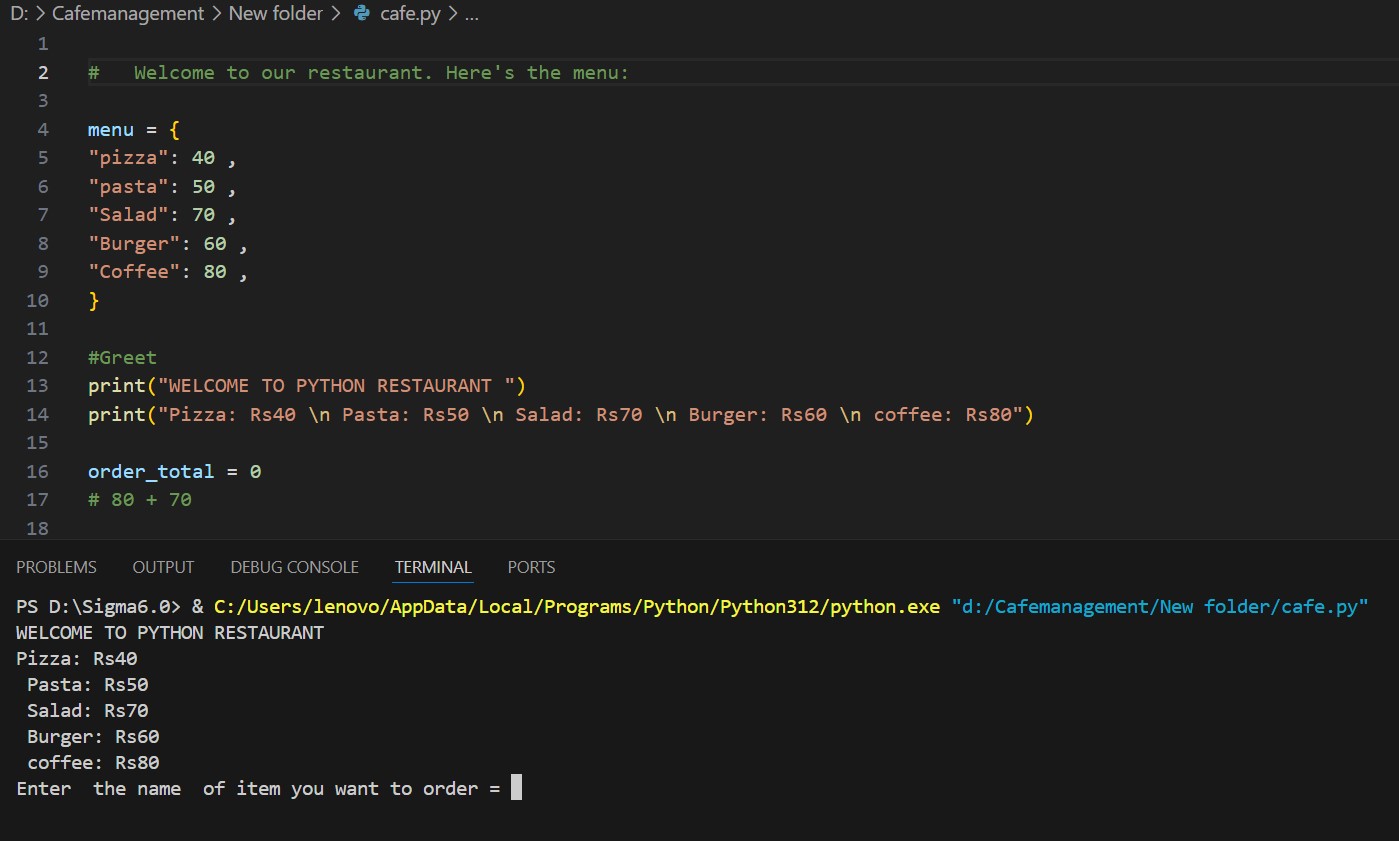 D: > Cafemanagement > New folder > cafe.py > ...
1
2 #   Welcome to our restaurant. Here's the menu:
3
4 menu = {
5 "pizza": 40 ,
6 "pasta": 50 ,
7 "Salad": 70 ,
8 "Burger": 60 ,
9 "Coffee": 80 ,
10 }
11
12 #Greet
13 print("WELCOME TO PYTHON RESTAURANT ")
14 print("Pizza: Rs40 \n Pasta: Rs50 \n Salad: Rs70 \n Burger: Rs60 \n coffee: Rs80")
15
16 order_total = 0
17 # 80 + 70
18
PROBLEMS OUTPUT DEBUG CONSOLE TERMINAL PORTS
PS D:\Sigma6.0> & C:/Users/lenovo/AppData/Local/Programs/Python/Python312/python.exe "d:/Cafemanagement/New folder/cafe.py"
WELCOME TO PYTHON RESTAURANT
Pizza: Rs40
 Pasta: Rs50
 Salad: Rs70
 Burger: Rs60
 coffee: Rs80
Enter  the name  of item you want to order =